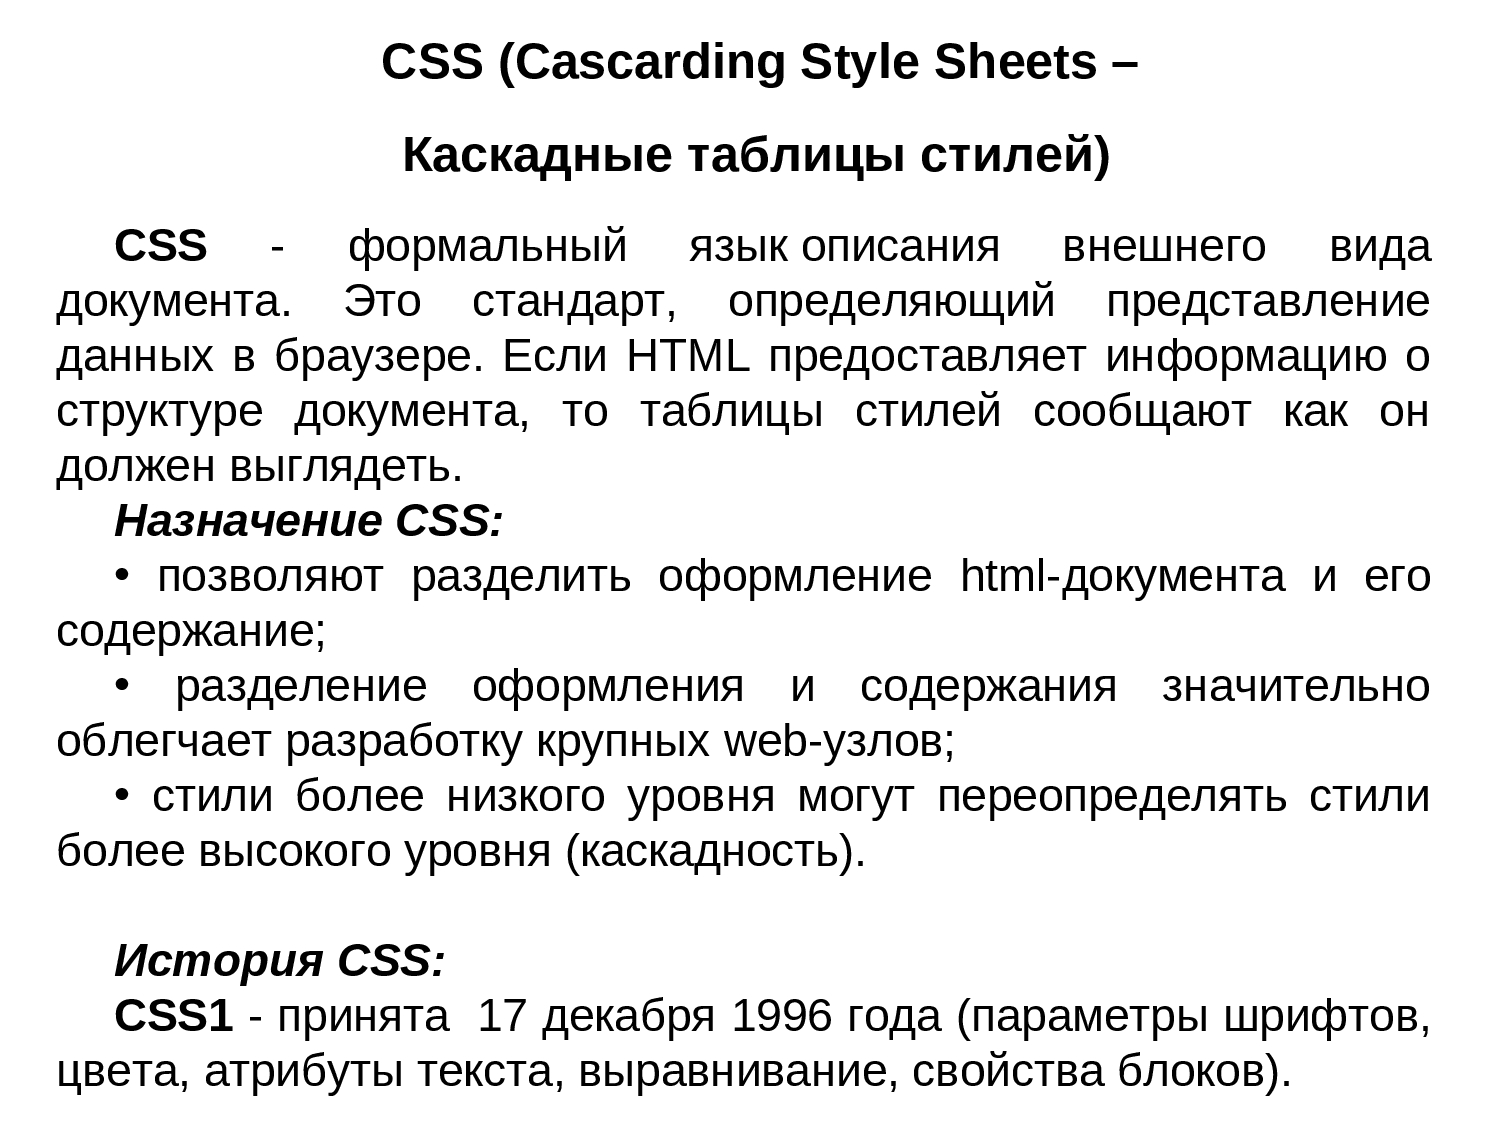 CSS (Cascarding Style Sheets –
Каскадные таблицы стилей)
CSS - формальный язык описания внешнего вида
документа. Это стандарт, определяющий представление
данных в браузере. Если HTML предоставляет информацию о
структуре документа, то таблицы стилей сообщают как он
должен выглядеть.
Назначение CSS:
• позволяют разделить оформление html-документа и его
содержание;
• разделение оформления и содержания значительно
облегчает разработку крупных web-узлов;
• стили более низкого уровня могут переопределять стили
более высокого уровня (каскадность).
История CSS:
CSS1 - принята 17 декабря 1996 года (параметры шрифтов,
цвета, атрибуты текста, выравнивание, свойства блоков).